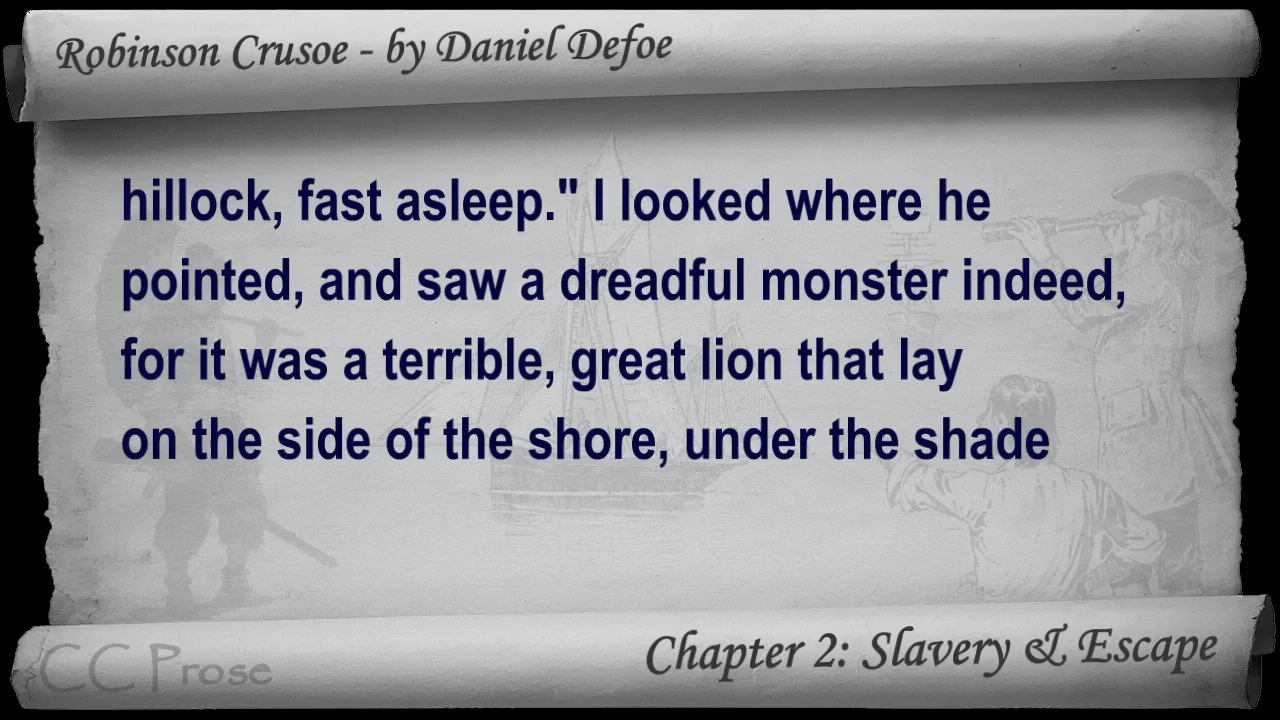 Robinson Crusoe - by Daniel Defoe
hillock, fast asleep." I looked where he
pointed, and saw a dreadful monster indeed,
for it was a terrible, great lion that lay
on the side of the shore, under the shade
CC Prose
Chapter 2: Slavery & Escape